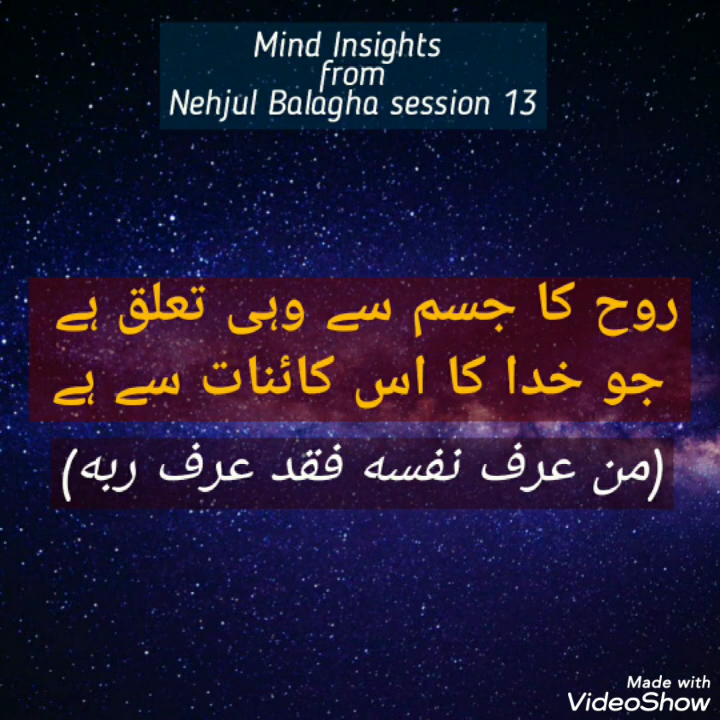 Mind Insights
from
Nehjul Balagha session 13
روح کا جسم سے وہی تعلق ہے
جو خدا کا اس کائنات سے ہے
(من عرف نفسه فقد عرف ربه)
Made with
VideoShow